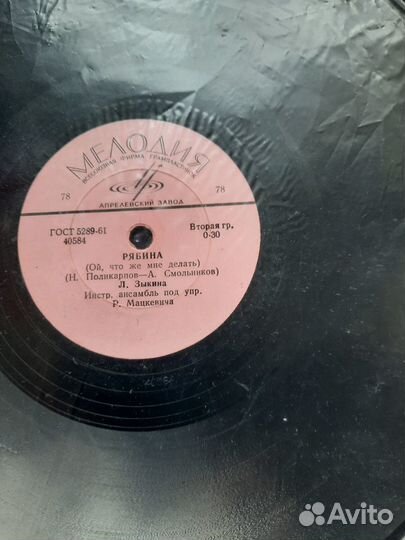 МЕЛОДИЯ
ВСЕСОЮЗНАЯ ФИРМА ГРАМПЛАСТИНОК
78 78
АПРЕЛЕВСКИЙ ЗАВОД
ГОСТ 5289-61 Вторая гр.
40584 0-30
РЯБИНА
(Ой, что же мне делать)
(Н. Поликарпов—А. Смольников)
Л. Зыкина
Инстр. ансамбль под упр.
Р. Мацкевича
Avito